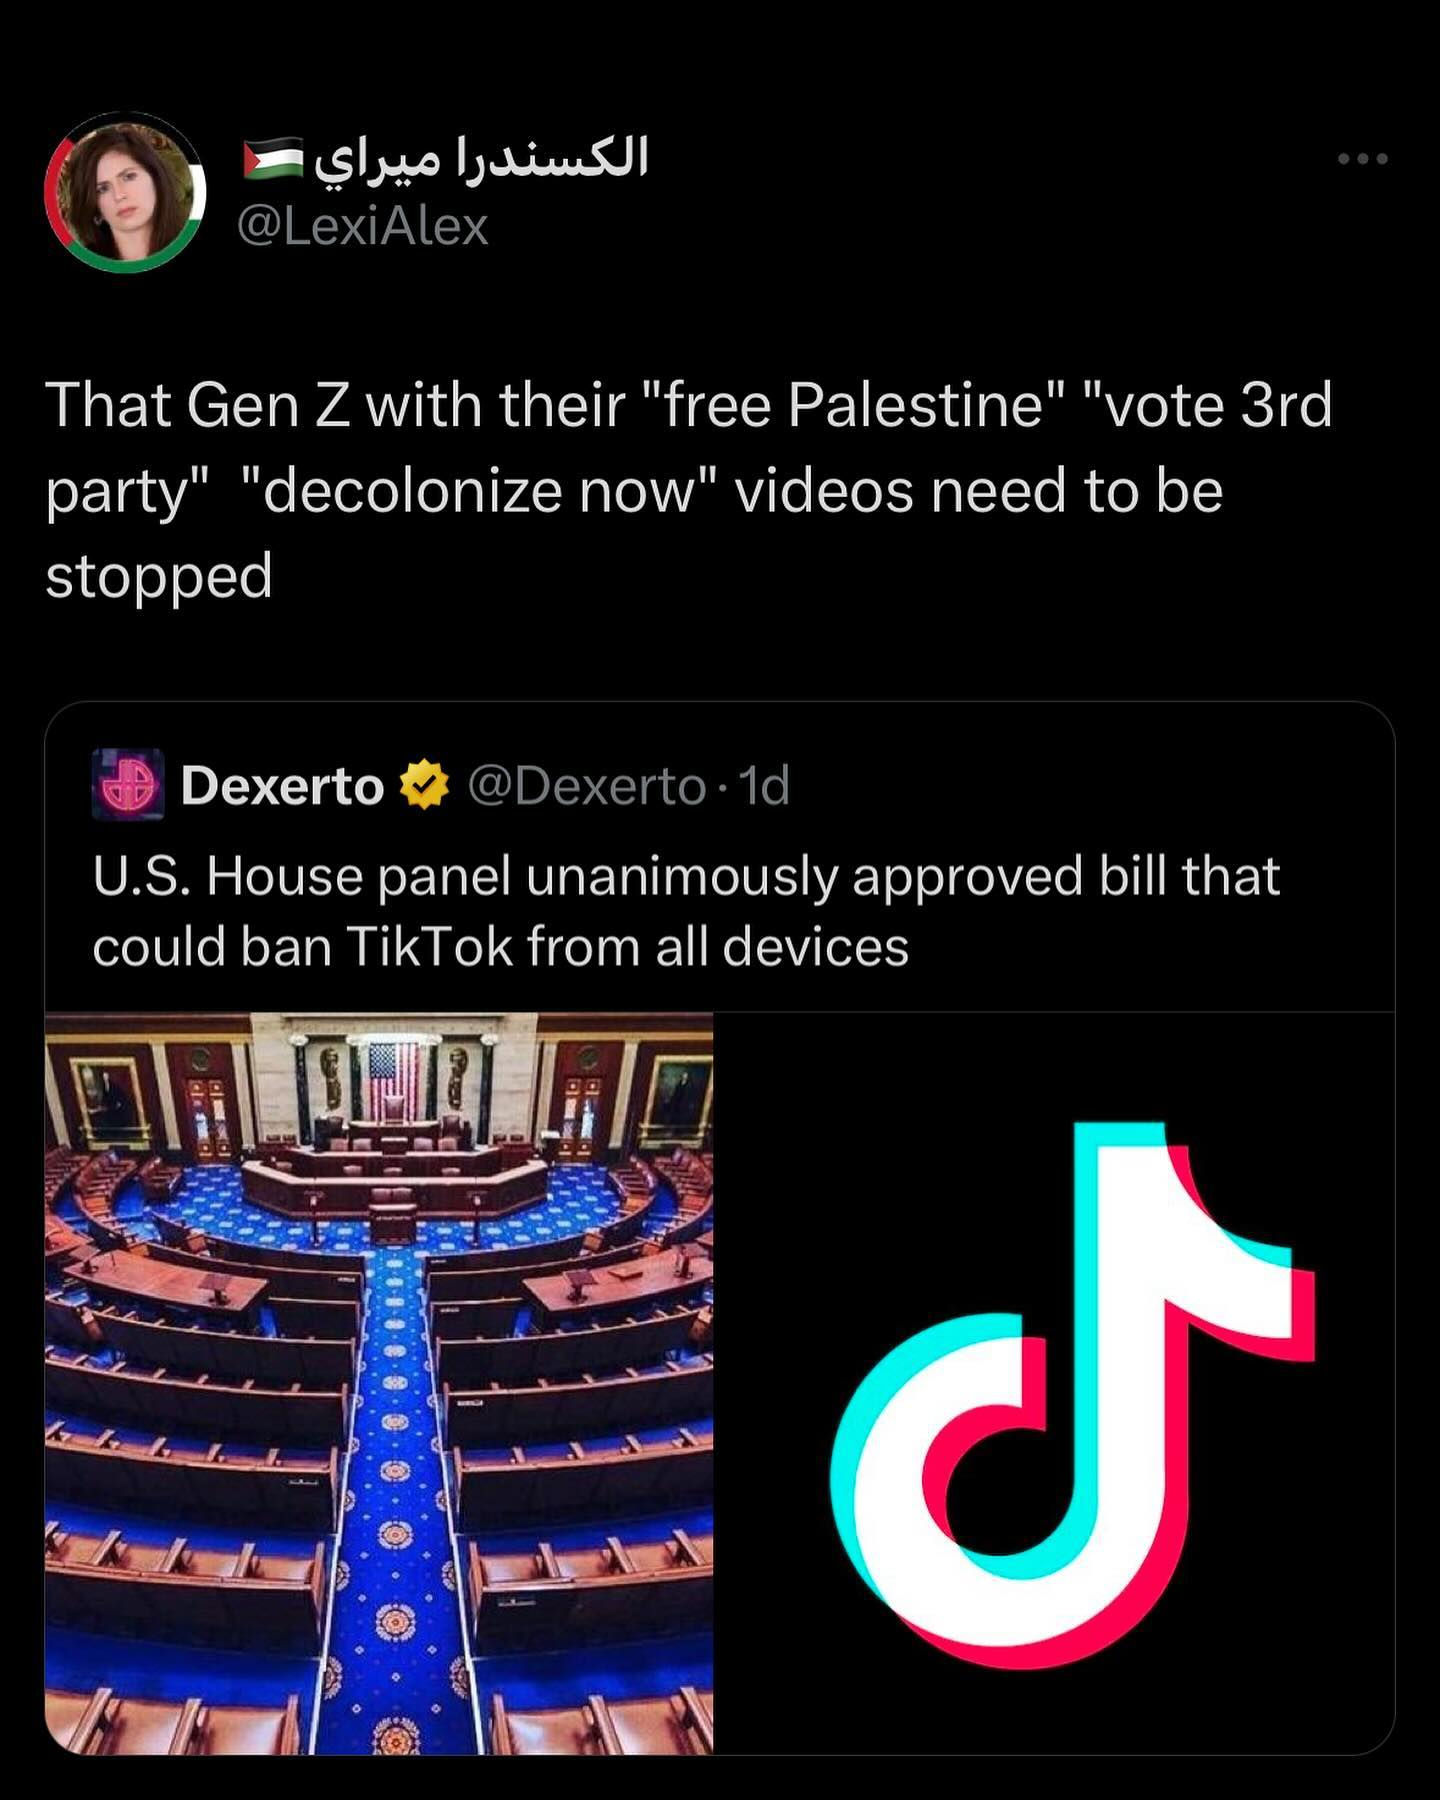 الكسندرا ميراي 🇵🇸
@LexiAlex
That Gen Z with their "free Palestine" "vote 3rd
party"  "decolonize now" videos need to be
stopped
Dexerto @Dexerto · 1d
U.S. House panel unanimously approved bill that
could ban TikTok from all devices